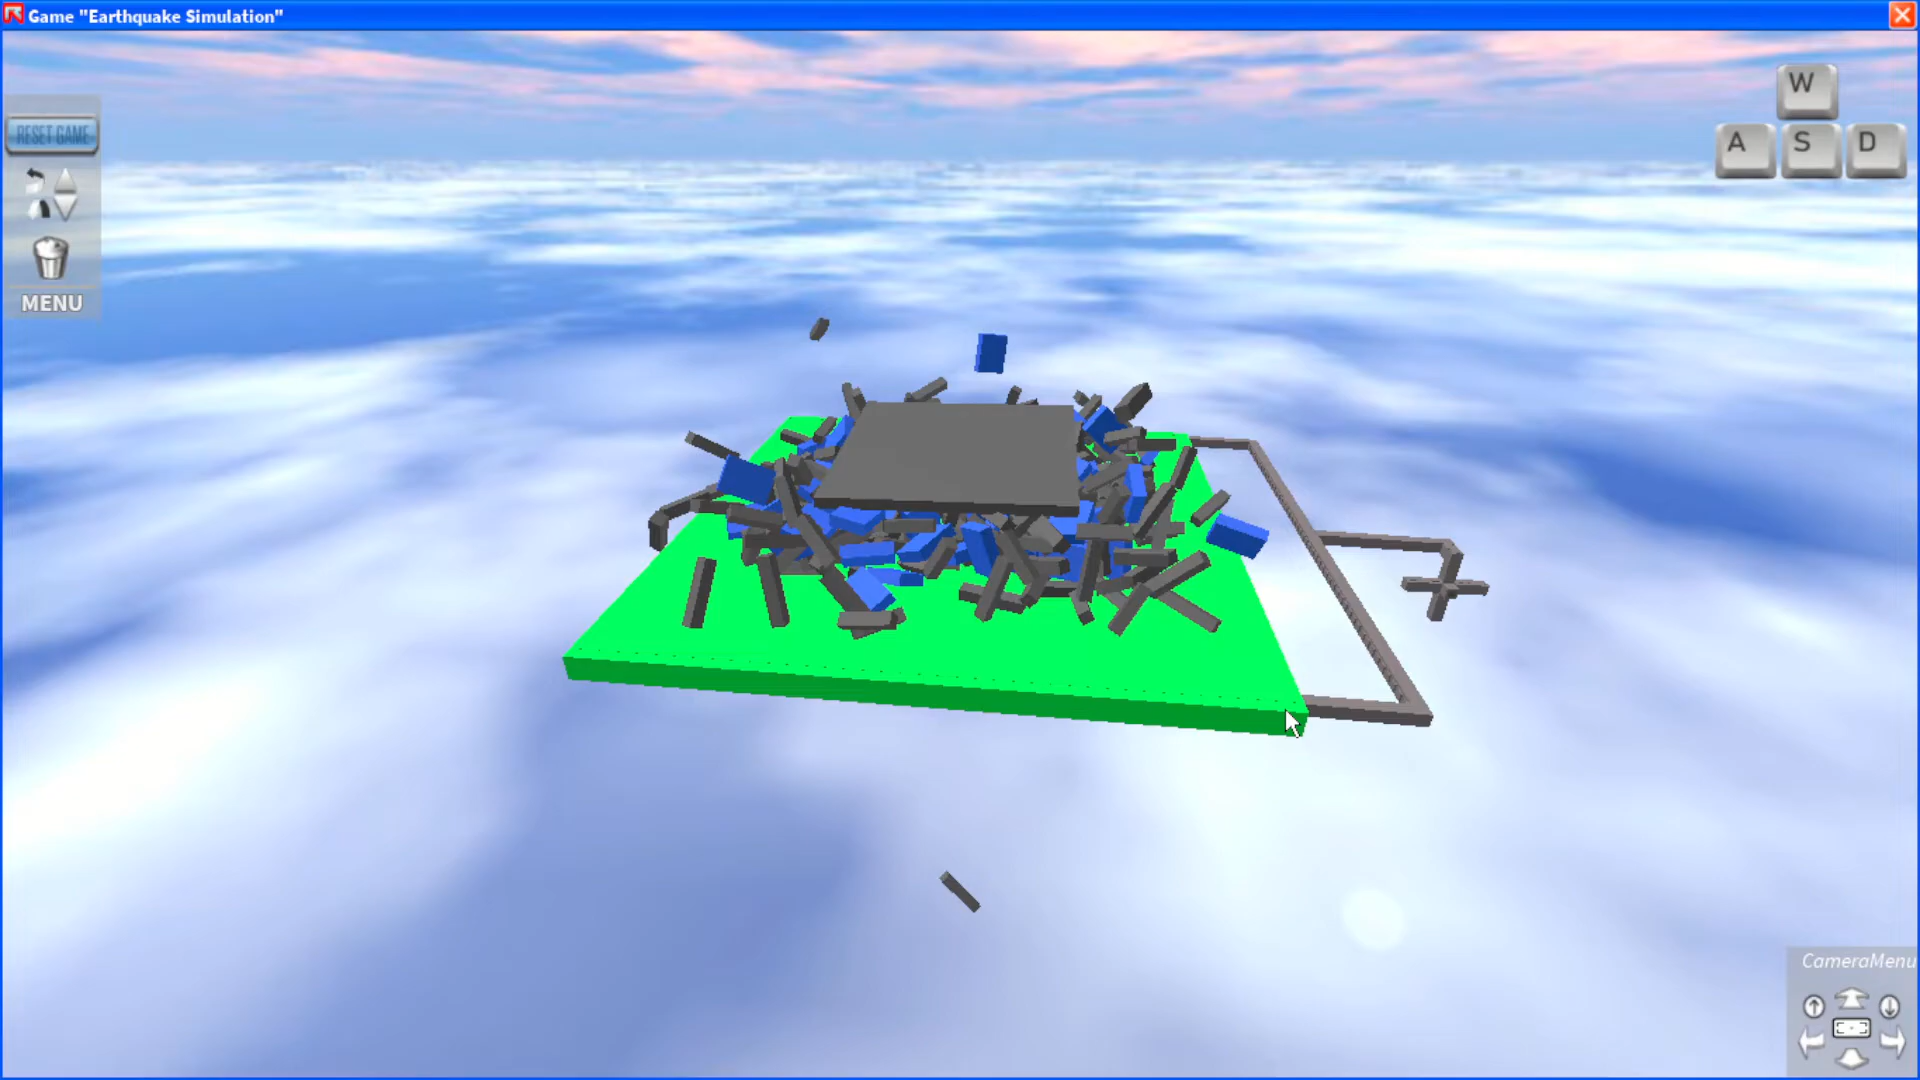 Game "Earthquake Simulation"
W
A S D
RESET GAME
MENU
CameraMenu